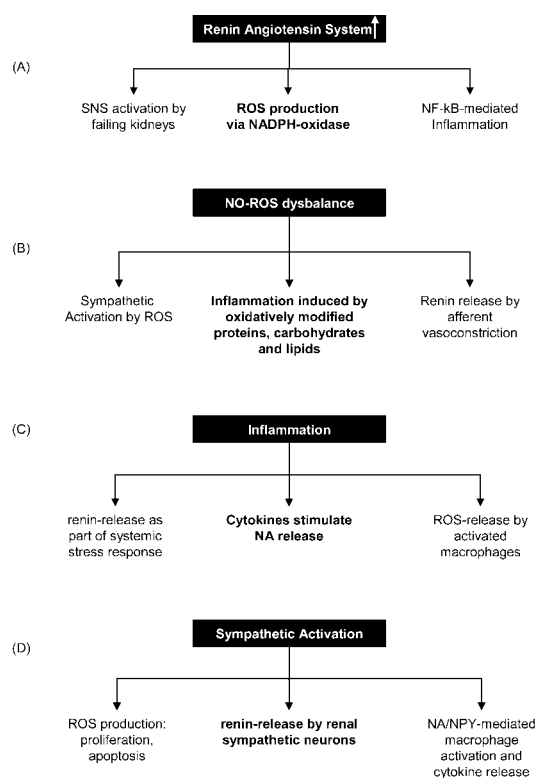 Renin Angiotensin System
(A)
SNS activation by
failing kidneys
ROS production
via NADPH-oxidase
NF-kB-mediated
Inflammation
NO-ROS dysbalance
(B)
Sympathetic
Activation by ROS
Inflammation induced by
oxidatively modified
proteins, carbohydrates
and lipids
Renin release by
afferent
vasoconstriction
(C)
Inflammation
renin-release as
part of systemic
stress response
Cytokines stimulate
NA release
ROS-release by
activated
macrophages
Sympathetic Activation
(D)
ROS production:
proliferation,
apoptosis
renin-release by renal
sympathetic neurons
NA/NPY-mediated
macrophage
activation and
cytokine release